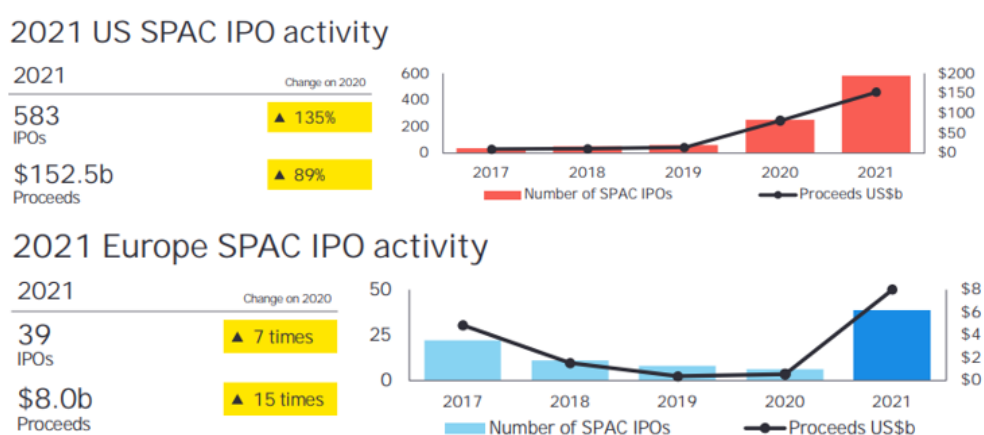 2021 US SPAC IPO activity
2021 Change on 2020
583
IPOs
▲ 135%
$152.5b
Proceeds
▲ 89%
600
400
200
0
$200
$150
$100
$50
$0
2017 2018 2019 2020 2021
Number of SPAC IPOs Proceeds US$b
2021 Europe SPAC IPO activity
2021 Change on 2020
39
IPOs
▲ 7 times
$8.0b
Proceeds
▲ 15 times
50
25
0
$8
$6
$4
$2
$0
2017 2018 2019 2020 2021
Number of SPAC IPOs Proceeds US$b